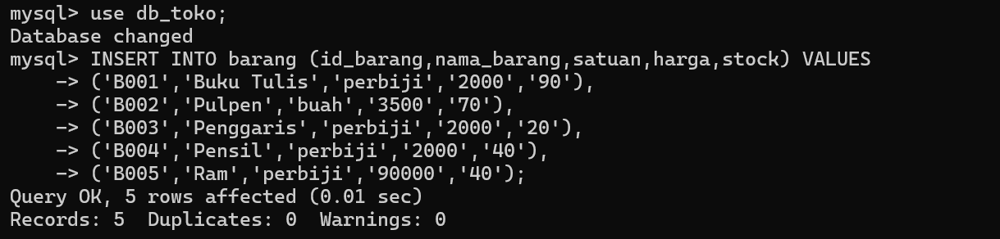 mysql> use db_toko;
Database changed
mysql> INSERT INTO barang (id_barang,nama_barang,satuan,harga,stock) VALUES
    -> ('B001','Buku Tulis','perbiji','2000','90'),
    -> ('B002','Pulpen','buah','3500','70'),
    -> ('B003','Penggaris','perbiji','2000','20'),
    -> ('B004','Pensil','perbiji','2000','40'),
    -> ('B005','Ram','perbiji','90000','40');
Query OK, 5 rows affected (0.01 sec)
Records: 5  Duplicates: 0  Warnings: 0